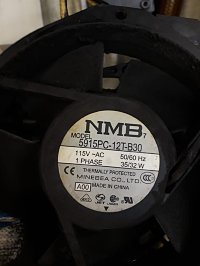 NMB 7
MODEL
5915PC-12T-B30
115V ~AC 50/60 Hz
1 PHASE 35/32 W
THERMALLY PROTECTED
MINEBEA CO., LTD.
A00 MADE IN CHINA